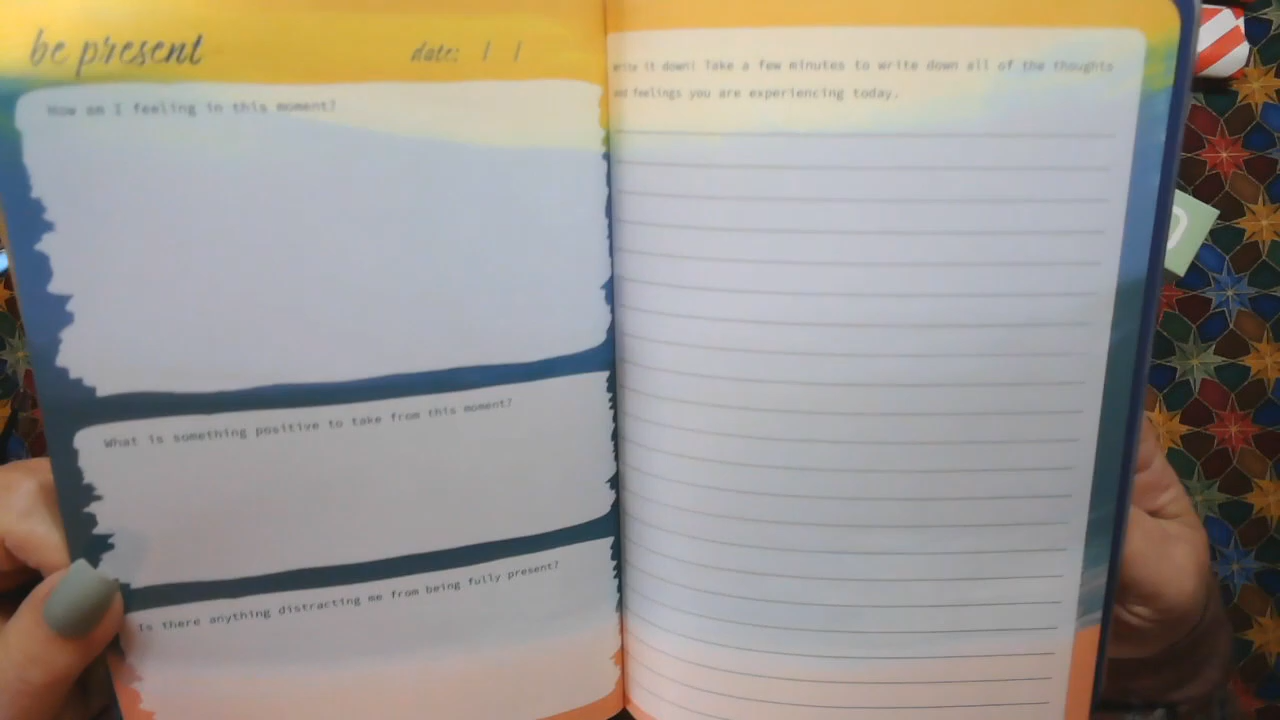 be present
date: / /
How am I feeling in this moment?
What is something positive to take from this moment?
Is there anything distracting me from being fully present?
write it down! Take a few minutes to write down all of the thoughts
and feelings you are experiencing today.